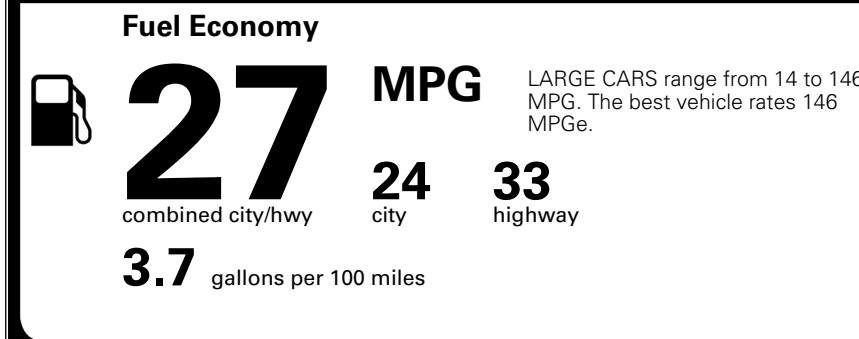 Fuel Economy
27
MPG
LARGE CARS range from 14 to 146
MPG. The best vehicle rates 146
MPGe.
combined city/hwy
24
city
33
highway
3.7 gallons per 100 miles